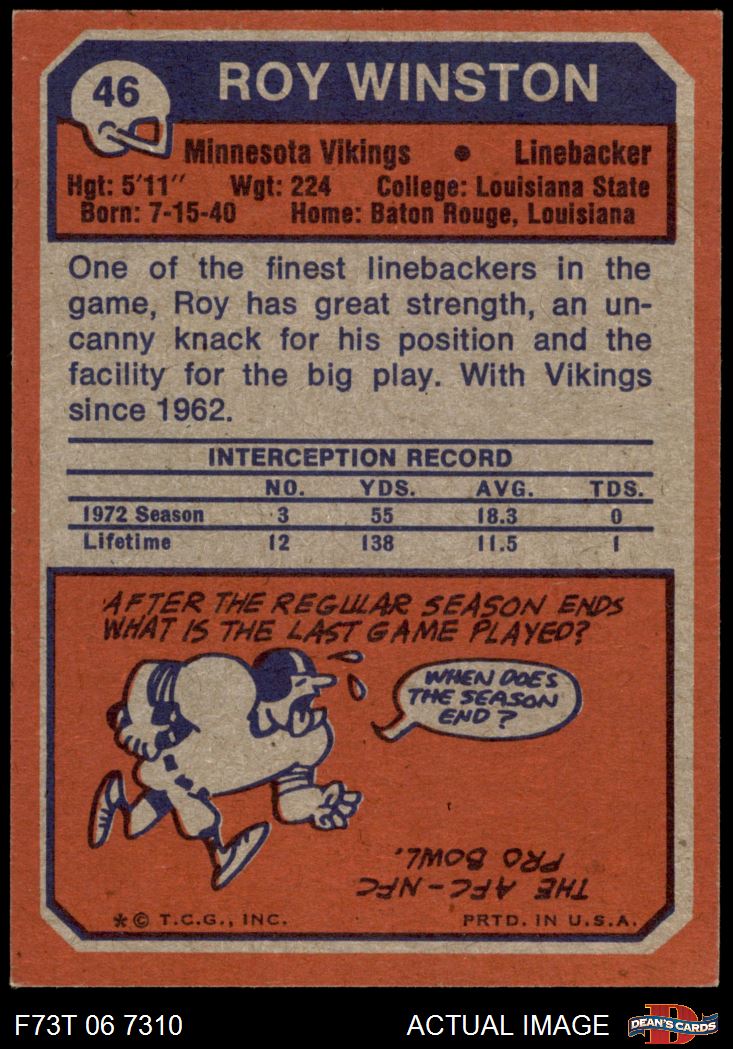 46
ROY WINSTON
Minnesota Vikings • Linebacker
Hgt: 5'11" Wgt: 224 College: Louisiana State
Born: 7-15-40 Home: Baton Rouge, Louisiana
One of the finest linebackers in the
game, Roy has great strength, an un-
canny knack for his position and the
facility for the big play. With Vikings
since 1962.
INTERCEPTION RECORD
NO. YDS. AVG. TDS.
1972 Season 3 55 18.3 0
Lifetime 12 138 11.5 1
AFTER THE REGULAR SEASON ENDS
WHAT IS THE LAST GAME PLAYED?
WHEN DOES
THE SEASON
END?
THE AFC-NFC
PRO BOWL.
* © T.C.G., INC. PRTD. IN U.S.A.
F73T 06 7310 ACTUAL IMAGE
D
DEAN'S CARDS